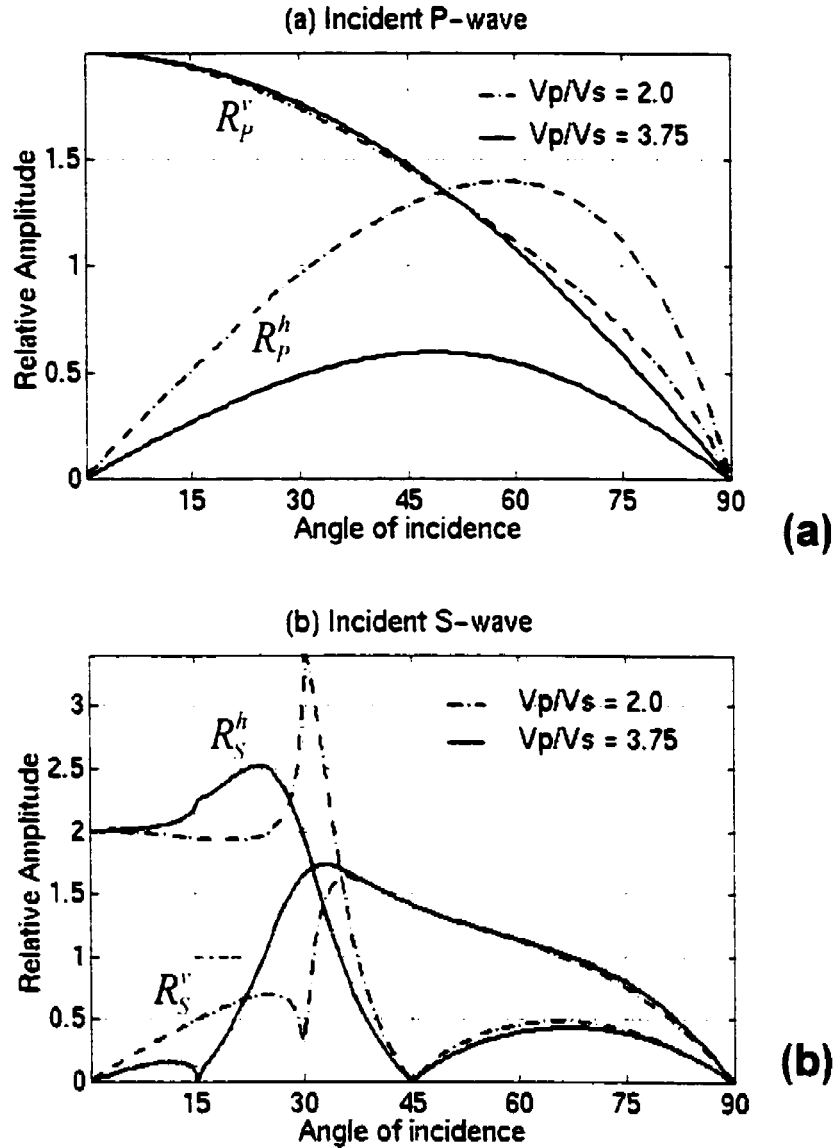 (a) Incident P-wave
Vp/Vs = 2.0
Vp/Vs = 3.75
R_P^v
R_P^h
Relative Amplitude
1.5
1
0.5
0
15 30 45 60 75 90
Angle of incidence
(a)
(b) Incident S-wave
Vp/Vs = 2.0
Vp/Vs = 3.75
R_S^h
R_S^v
Relative Amplitude
3
2.5
2
1.5
1
0.5
0
15 30 45 60 75 90
Angle of incidence
(b)